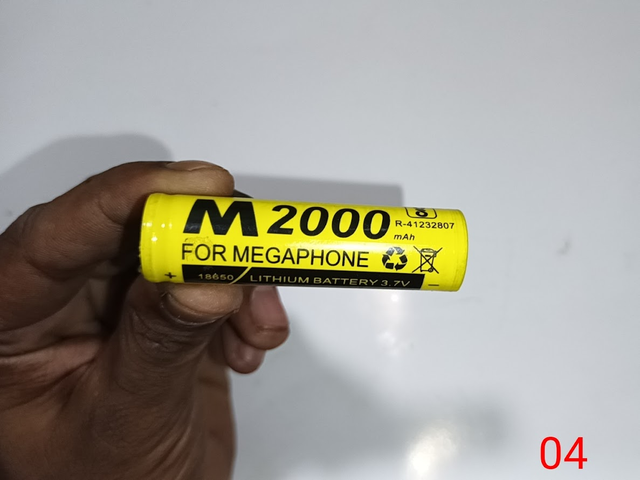 M 2000
R-41232807
mAh
FOR MEGAPHONE
+ 18650 LITHIUM BATTERY 3.7V −
04